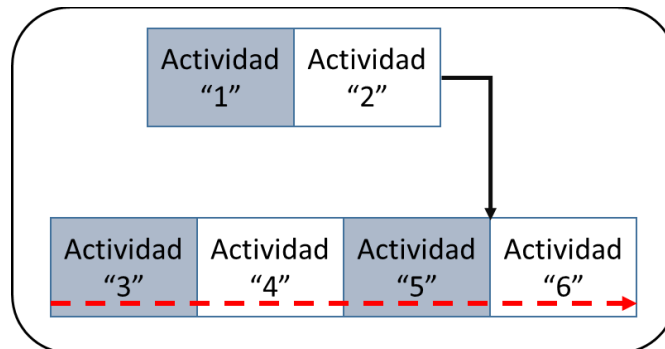 Actividad
“1”
Actividad
“2”
Actividad
“3”
Actividad
“4”
Actividad
“5”
Actividad
“6”